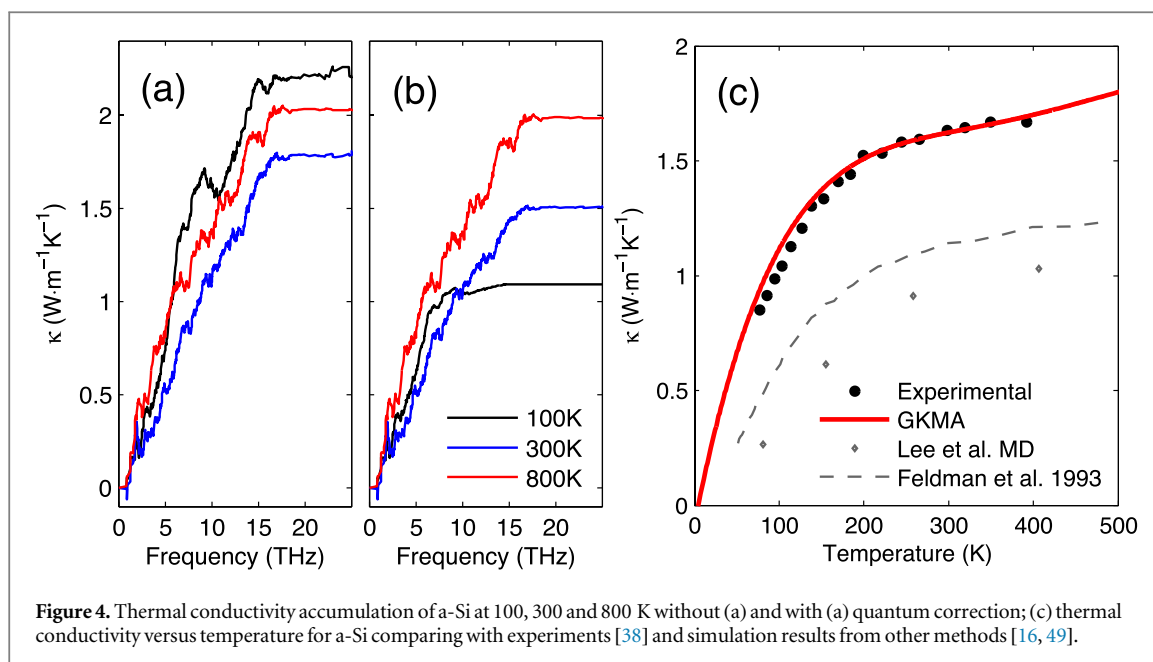 (a)
(b)
(c)
κ (W·m⁻¹K⁻¹)
2
1.5
1
0.5
0
0 5 10 15 20
Frequency (THz)
100K
300K
800K
0 5 10 15 20
Frequency (THz)
κ (W·m⁻¹K⁻¹)
2
1.5
1
0.5
0
Experimental
GKMA
Lee et al. MD
Feldman et al. 1993
0 100 200 300 400 500
Temperature (K)
Figure 4. Thermal conductivity accumulation of a-Si at 100, 300 and 800 K without (a) and with (a) quantum correction; (c) thermal
conductivity versus temperature for a-Si comparing with experiments [38] and simulation results from other methods [16, 49].